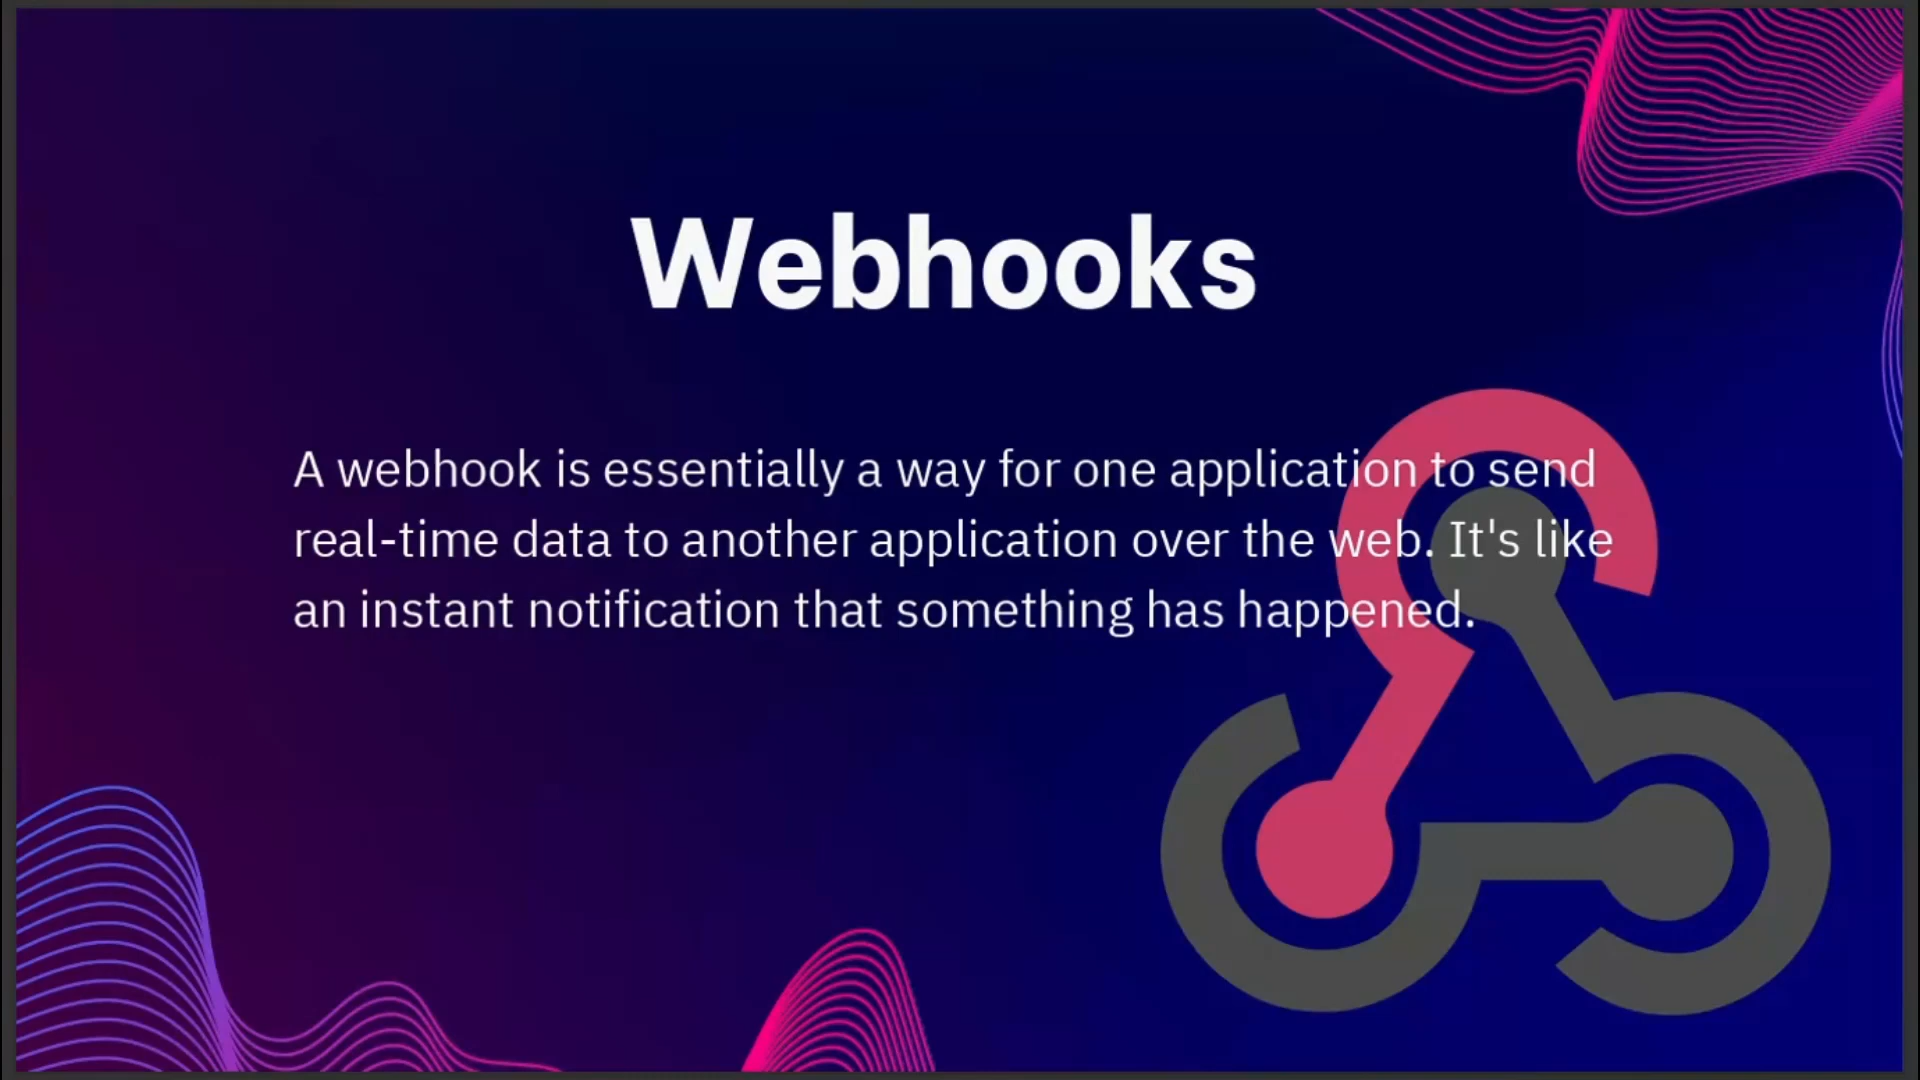 Webhooks
A webhook is essentially a way for one application to send
real-time data to another application over the web. It's like
an instant notification that something has happened.